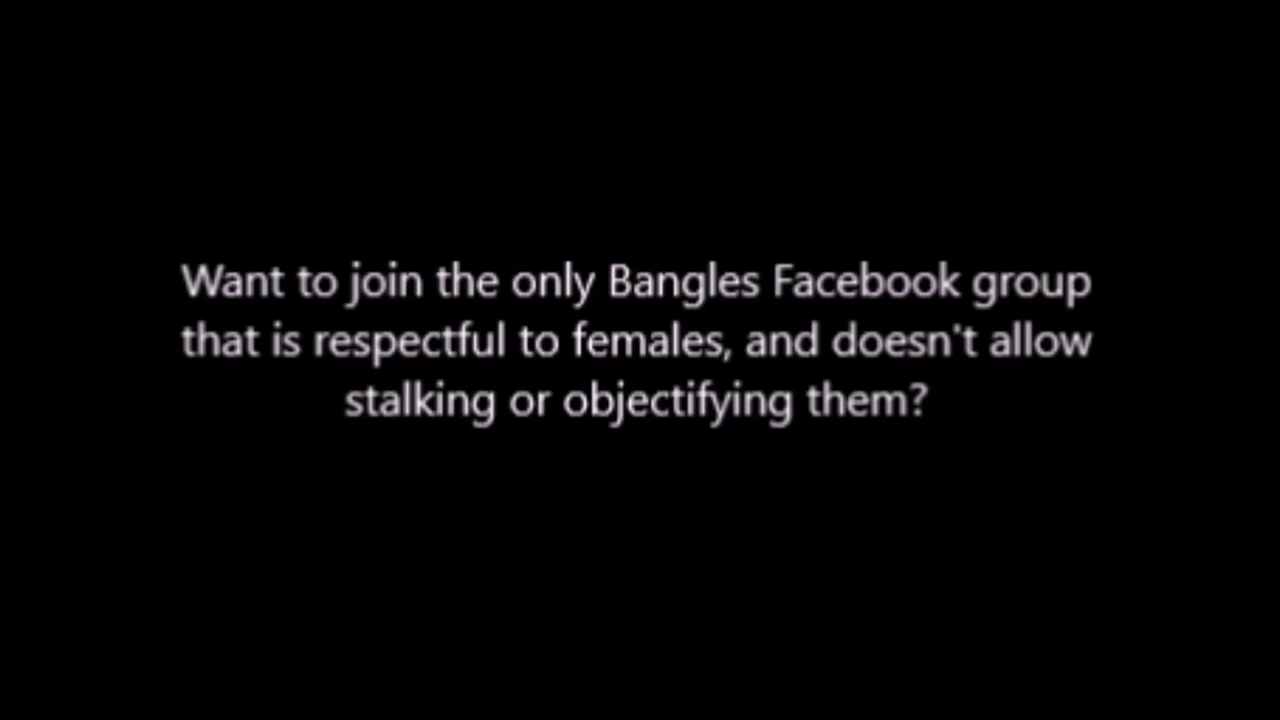 Want to join the only Bangles Facebook group
that is respectful to females, and doesn't allow
stalking or objectifying them?